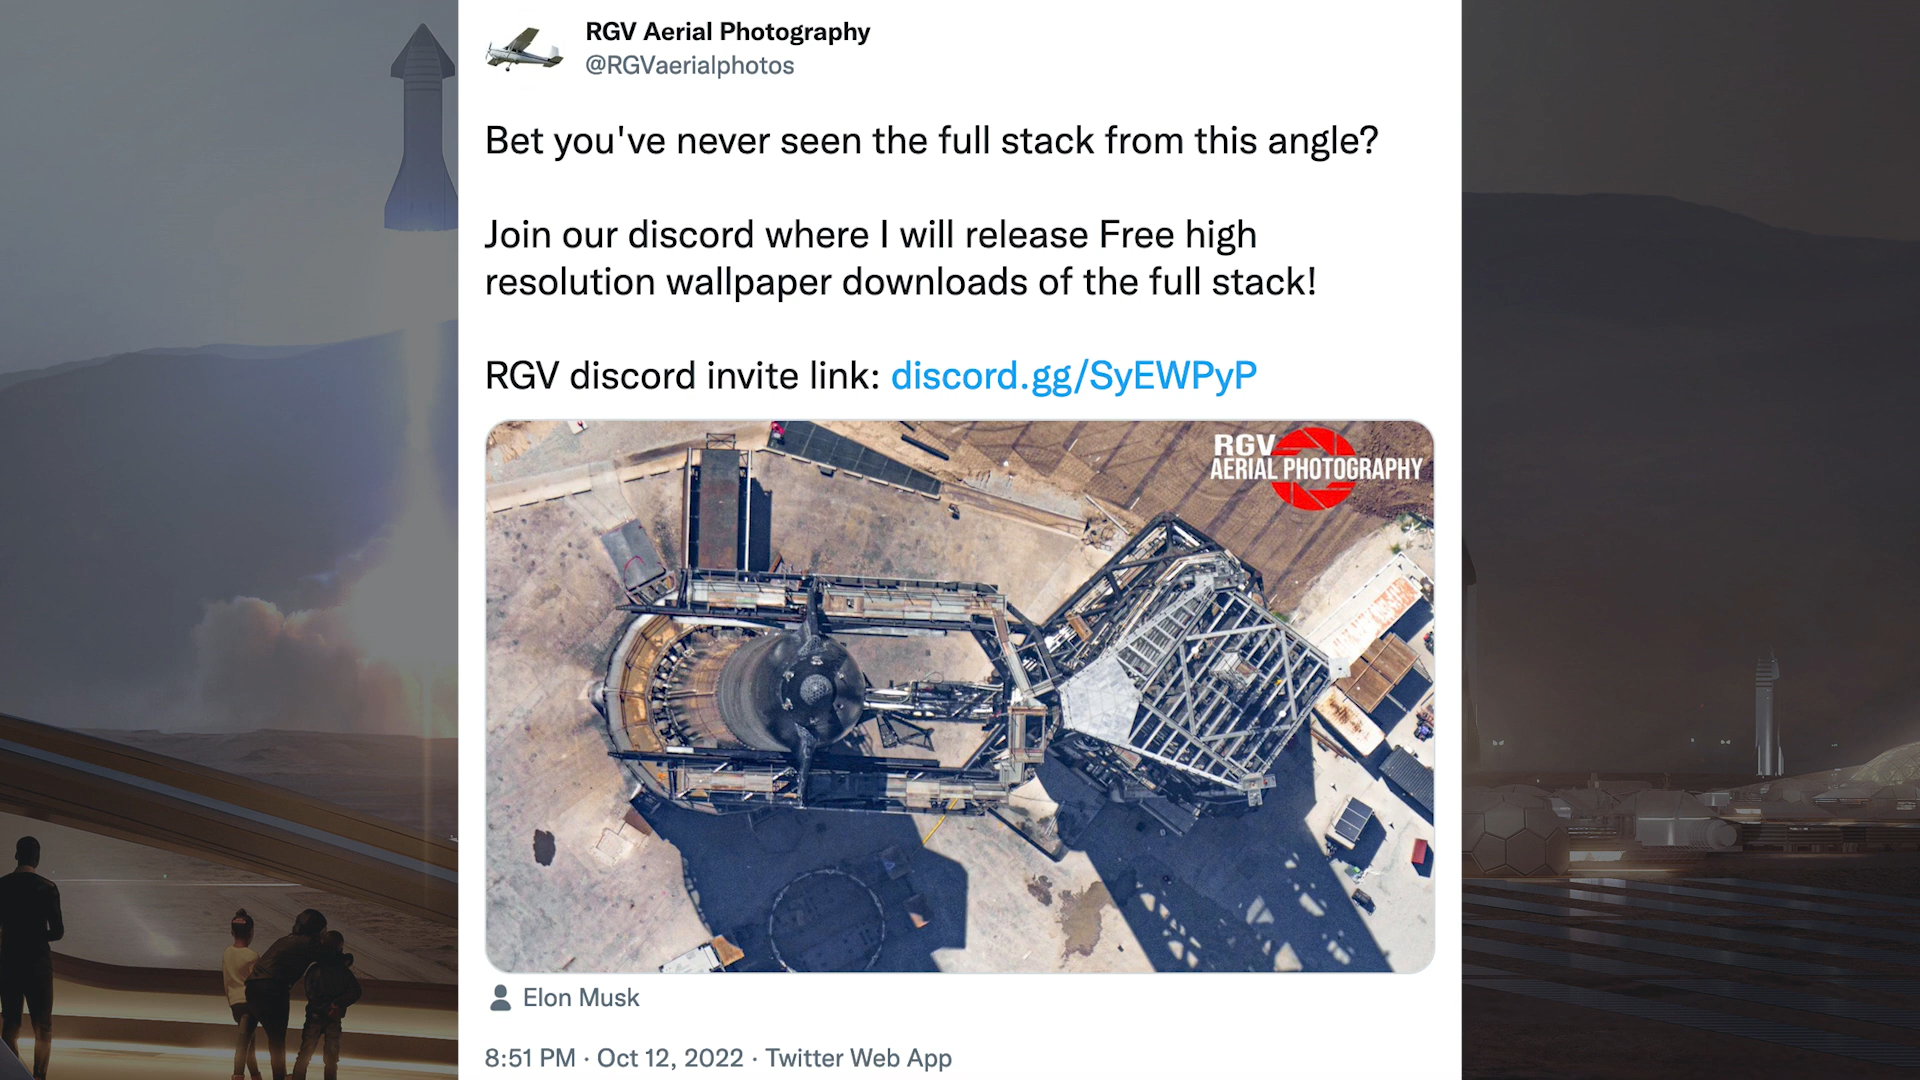 RGV Aerial Photography
@RGVaerialphotos
Bet you've never seen the full stack from this angle?
Join our discord where I will release Free high
resolution wallpaper downloads of the full stack!
RGV discord invite link: discord.gg/SyEWPyP
RGV
AERIAL PHOTOGRAPHY
Elon Musk
8:51 PM · Oct 12, 2022 · Twitter Web App